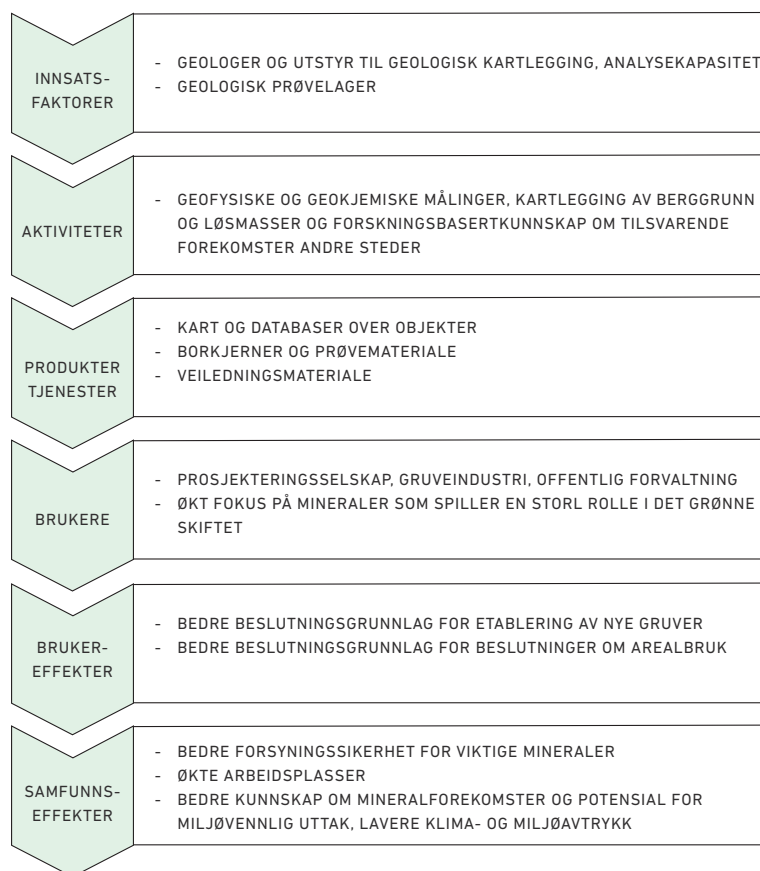 INNSATS-
FAKTORER
- GEOLOGER OG UTSTYR TIL GEOLOGISK KARTLEGGING, ANALYSEKAPASITET
- GEOLOGISK PRØVELAGER
AKTIVITETER
- GEOFYSISKE OG GEOKJEMISKE MÅLINGER, KARTLEGGING AV BERGGRUNN
OG LØSMASSER OG FORSKNINGSBASERTKUNNSKAP OM TILSVARENDE
FOREKOMSTER ANDRE STEDER
PRODUKTER
TJENESTER
- KART OG DATABASER OVER OBJEKTER
- BORKJERNER OG PRØVEMATERIALE
- VEILEDNINGSMATERIALE
BRUKERE
- PROSJEKTERINGSSELSKAP, GRUVEINDUSTRI, OFFENTLIG FORVALTNING
- ØKT FOKUS PÅ MINERALER SOM SPILLER EN STORL ROLLE I DET GRØNNE
SKIFTET
BRUKER-
EFFEKTER
- BEDRE BESLUTNINGSGRUNNLAG FOR ETABLERING AV NYE GRUVER
- BEDRE BESLUTNINGSGRUNNLAG FOR BESLUTNINGER OM AREALBRUK
SAMFUNNS-
EFFEKTER
- BEDRE FORSYNINGSSIKERHET FOR VIKTIGE MINERALER
- ØKTE ARBEIDSPLASSER
- BEDRE KUNNSKAP OM MINERALFOREKOMSTER OG POTENSIAL FOR
MILJØVENNLIG UTTAK, LAVERE KLIMA- OG MILJØAVTRYKK